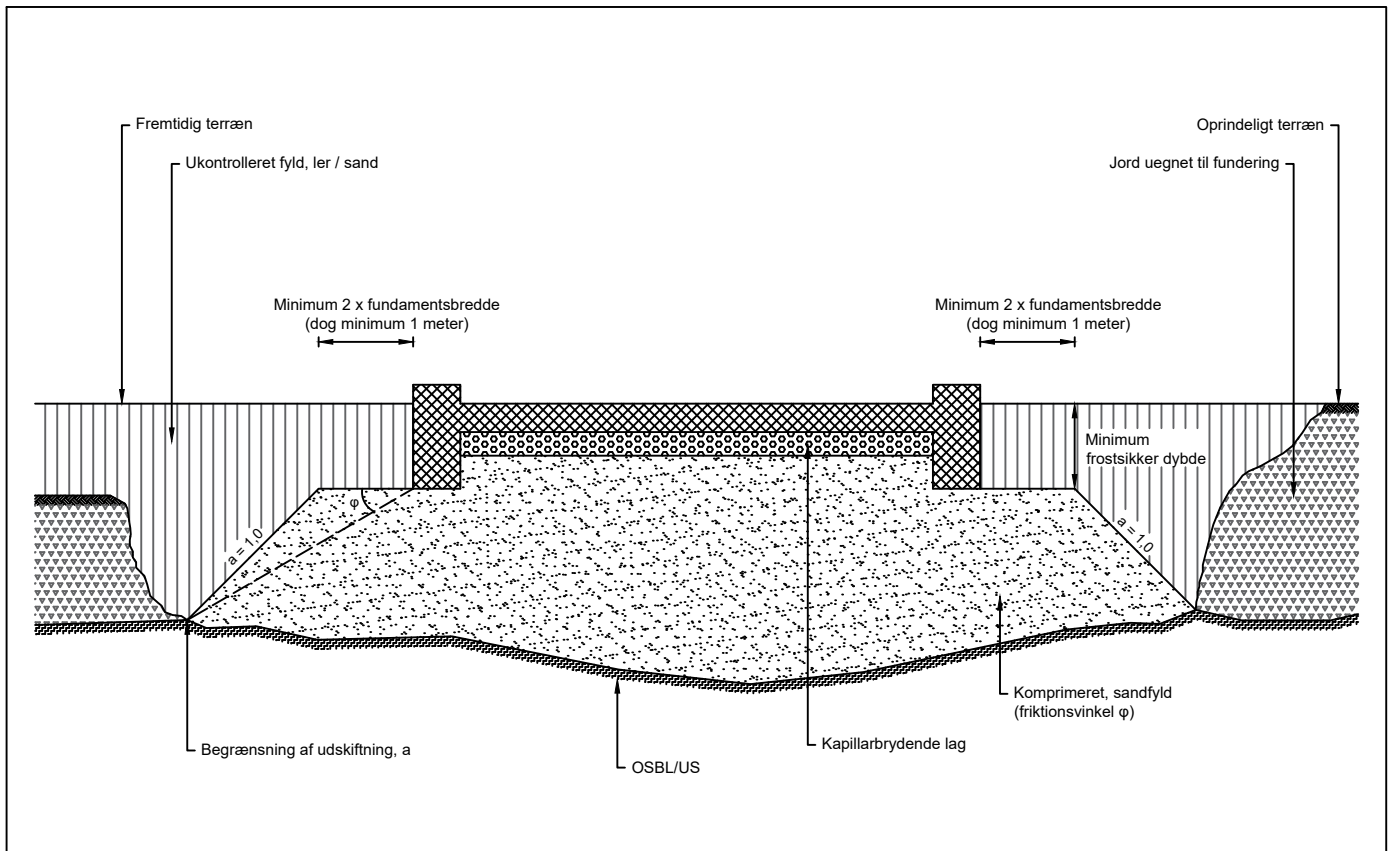 Fremtidig terræn
Oprindeligt terræn
Ukontrolleret fyld, ler / sand
Jord uegnet til fundering
Minimum 2 x fundamentsbredde
(dog minimum 1 meter)
Minimum 2 x fundamentsbredde
(dog minimum 1 meter)
Minimum
frostsikker dybde
φ
a = 1,0
a = 1,0
Komprimeret, sandfyld
(friktionsvinkel φ)
Begrænsning af udskiftning, a
Kapillarbrydende lag
OSBL/US